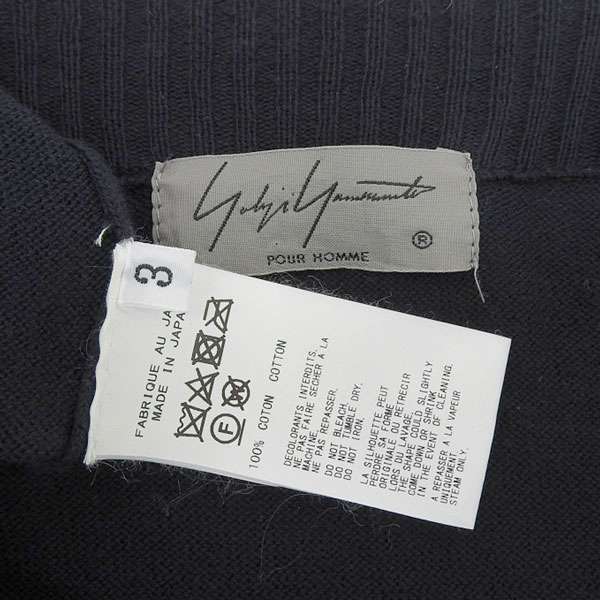 Yohji Yamamoto
®
POUR HOMME
3
FABRIQUE AU JA
MADE IN JAPA
F
100% COTON COTTON
DECOLORANTS INTERDITS.
NE PAS FAIRE SECHER A LA
MACHINE.
NE PAS REPASSER.
DO NOT BLEACH.
DO NOT TUMBLE DRY.
DO NOT IRON.
LA SILHOUETTE PEUT
PERDRE SA FORME
ORIGINALE OU RETRECIR
LORS DU LAVAGE.
THE SHAPE COULD SLIGHTLY
COME DOWN OR SHRINK
IN THE EVENT OF CLEANING.
A REPASSER A LA VAPEUR
UNIQUEMENT.
STEAM ONLY.